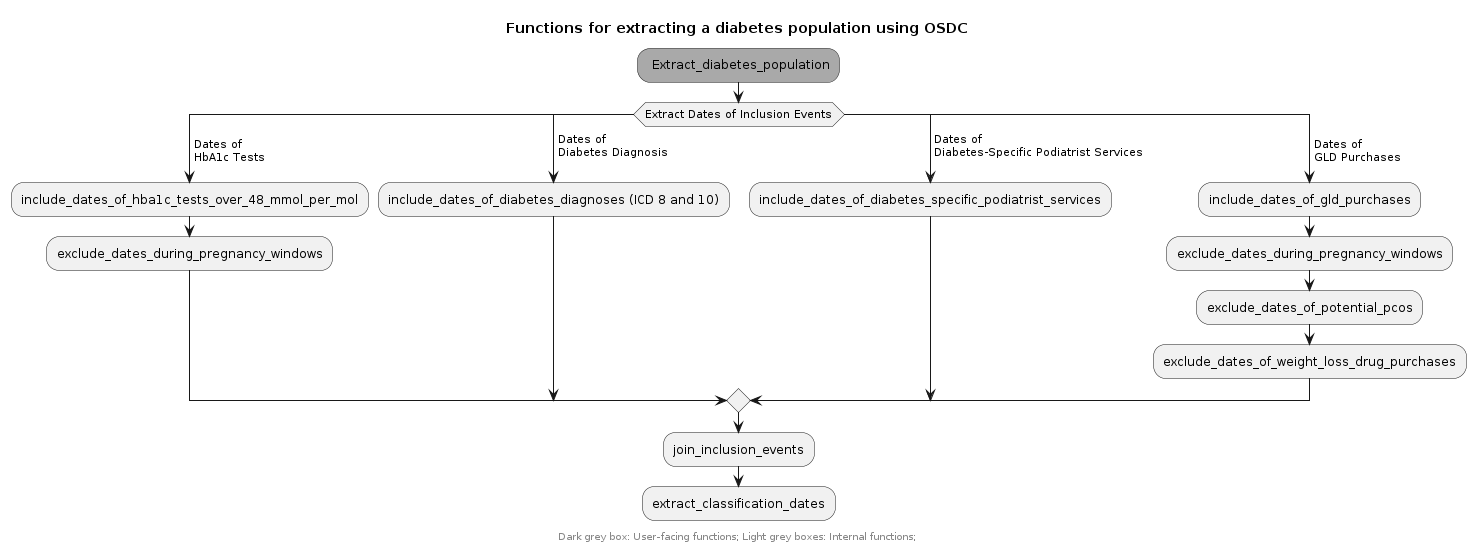 Functions for extracting a diabetes population using OSDC
Extract_diabetes_population
Extract Dates of Inclusion Events
Dates of
HbA1c Tests
Dates of
Diabetes Diagnosis
Dates of
Diabetes-Specific Podiatrist Services
Dates of
GLD Purchases
include_dates_of_hba1c_tests_over_48_mmol_per_mol
include_dates_of_diabetes_diagnoses (ICD 8 and 10)
include_dates_of_diabetes_specific_podiatrist_services
include_dates_of_gld_purchases
exclude_dates_during_pregnancy_windows
exclude_dates_during_pregnancy_windows
exclude_dates_of_potential_pcos
exclude_dates_of_weight_loss_drug_purchases
join_inclusion_events
extract_classification_dates
Dark grey box: User-facing functions; Light grey boxes: Internal functions;